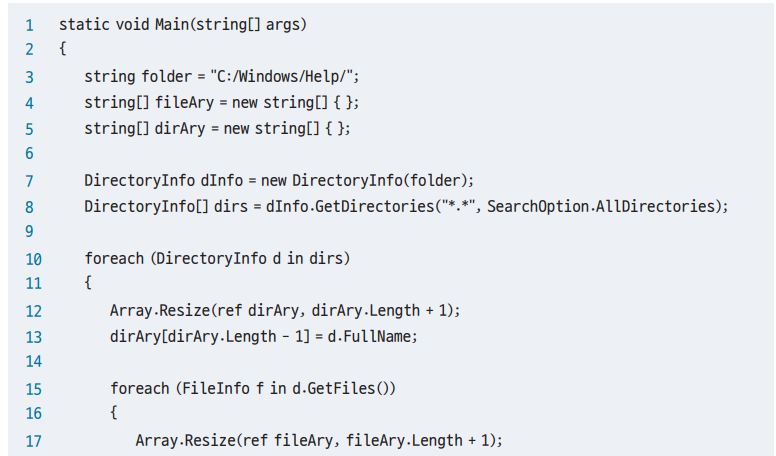 1 static void Main(string[] args)
2 {
3 string folder = "C:/Windows/Help/";
4 string[] fileAry = new string[] { };
5 string[] dirAry = new string[] { };
6
7 DirectoryInfo dInfo = new DirectoryInfo(folder);
8 DirectoryInfo[] dirs = dInfo.GetDirectories("*.*", SearchOption.AllDirectories);
9
10 foreach (DirectoryInfo d in dirs)
11 {
12 Array.Resize(ref dirAry, dirAry.Length + 1);
13 dirAry[dirAry.Length - 1] = d.FullName;
14
15 foreach (FileInfo f in d.GetFiles())
16 {
17 Array.Resize(ref fileAry, fileAry.Length + 1);